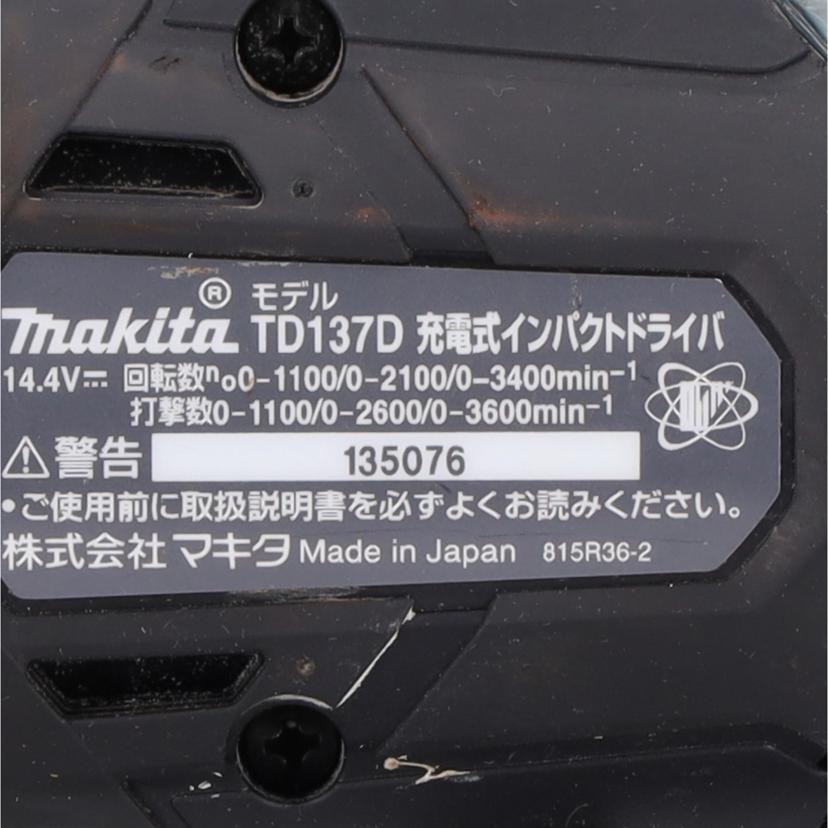 ® モデル
makita TD137D 充電式インパクトドライバ
14.4V⎓ 回転数n₀0-1100/0-2100/0-3400min⁻¹
打撃数0-1100/0-2600/0-3600min⁻¹
⚠警告 135076
•ご使用前に取扱説明書を必ずよくお読みください。
株式会社マキタ Made in Japan 815R36-2